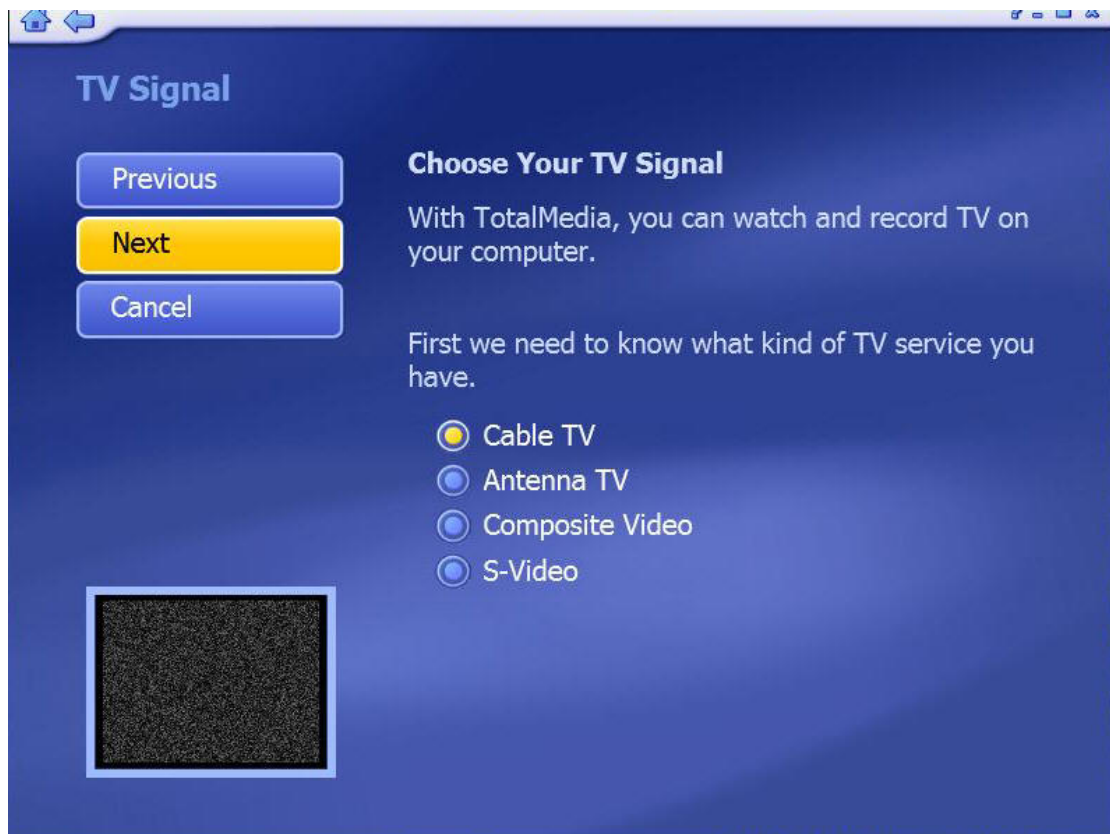 TV Signal
Previous
Next
Cancel
Choose Your TV Signal
With TotalMedia, you can watch and record TV on
your computer.
First we need to know what kind of TV service you
have.
Cable TV
Antenna TV
Composite Video
S-Video